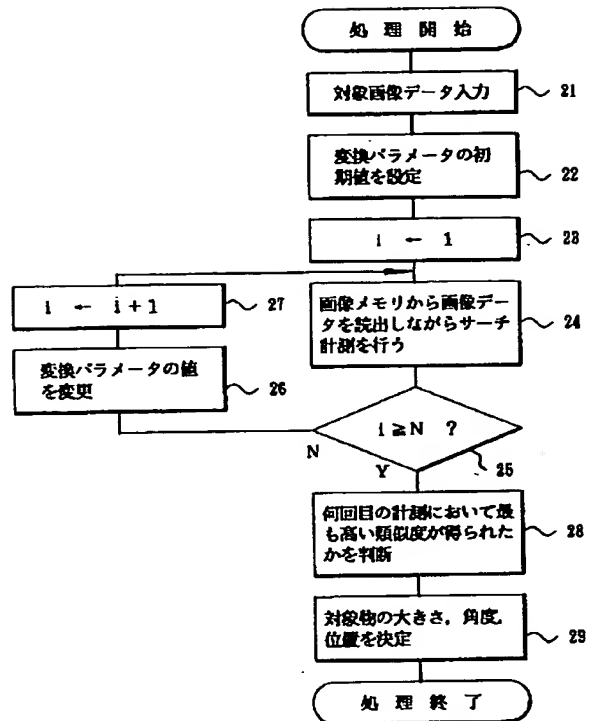 処理開始
対象画像データ入力
21
変換パラメータの初
期値を設定
22
i ← 1
23
i ← i+1
27
画像メモリから画像デー
タを読出しながらサーチ
計測を行う
24
変換パラメータの値
を変更
26
i≧N ?
N
Y
25
何回目の計測において最
も高い類似度が得られた
かを判断
28
対象物の大きさ,角度,
位置を決定
29
処理終了